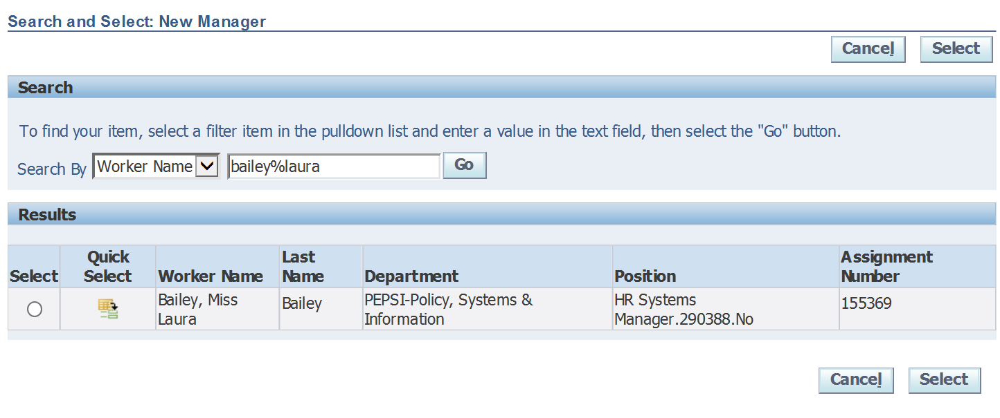 Search and Select: New Manager
Cancel Select
Search
To find your item, select a filter item in the pulldown list and enter a value in the text field, then select the "Go" button.
Search By Worker Name bailey%laura Go
Results
Select Quick Select Worker Name Last Name Department Position Assignment Number
Bailey, Miss Laura Bailey PEPSI-Policy, Systems & Information HR Systems Manager.290388.No 155369
Cancel Select